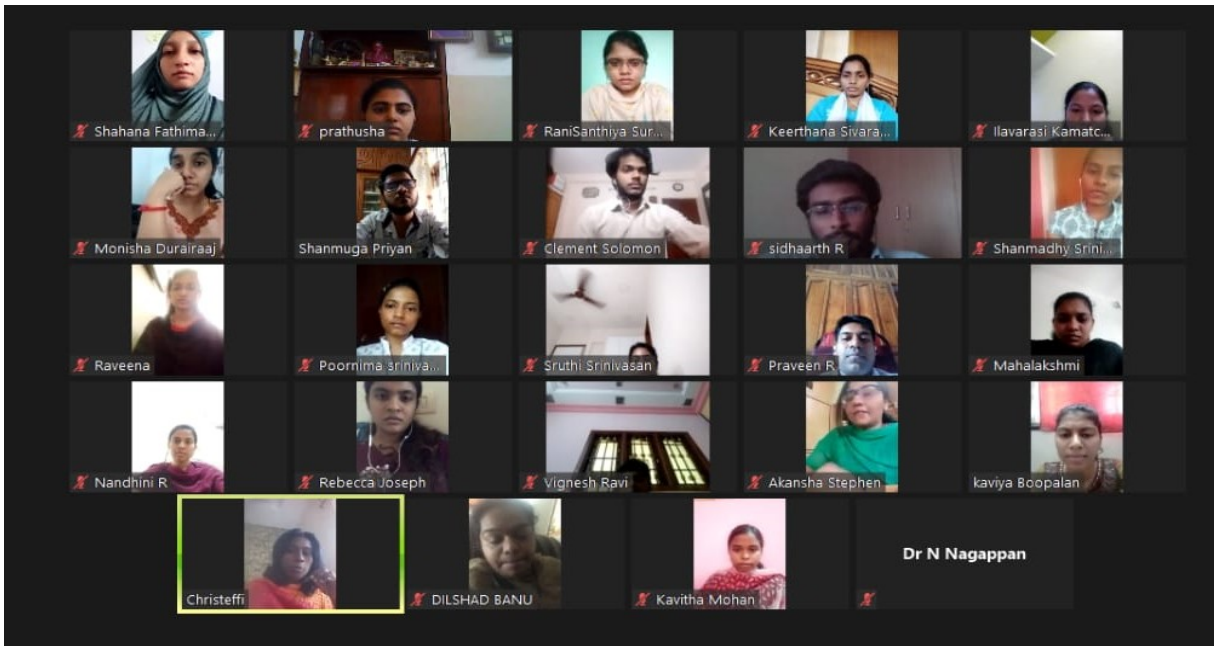 Shahana Fathima...
prathusha
RaniSanthiya Sur...
Keerthana Sivara...
Ilavarasi Kamatc...
Monisha Durairaaj
Shanmuga Priyan
Clement Solomon
sidhaarth R
Shanmadhy Srini...
Raveena
Poornima sriniva...
Sruthi Srinivasan
Praveen R
Mahalakshmi
Nandhini R
Rebecca Joseph
Vignesh Ravi
Akansha Stephen
kaviya Boopalan
Christeffi
DILSHAD BANU
Kavitha Mohan
Dr N Nagappan